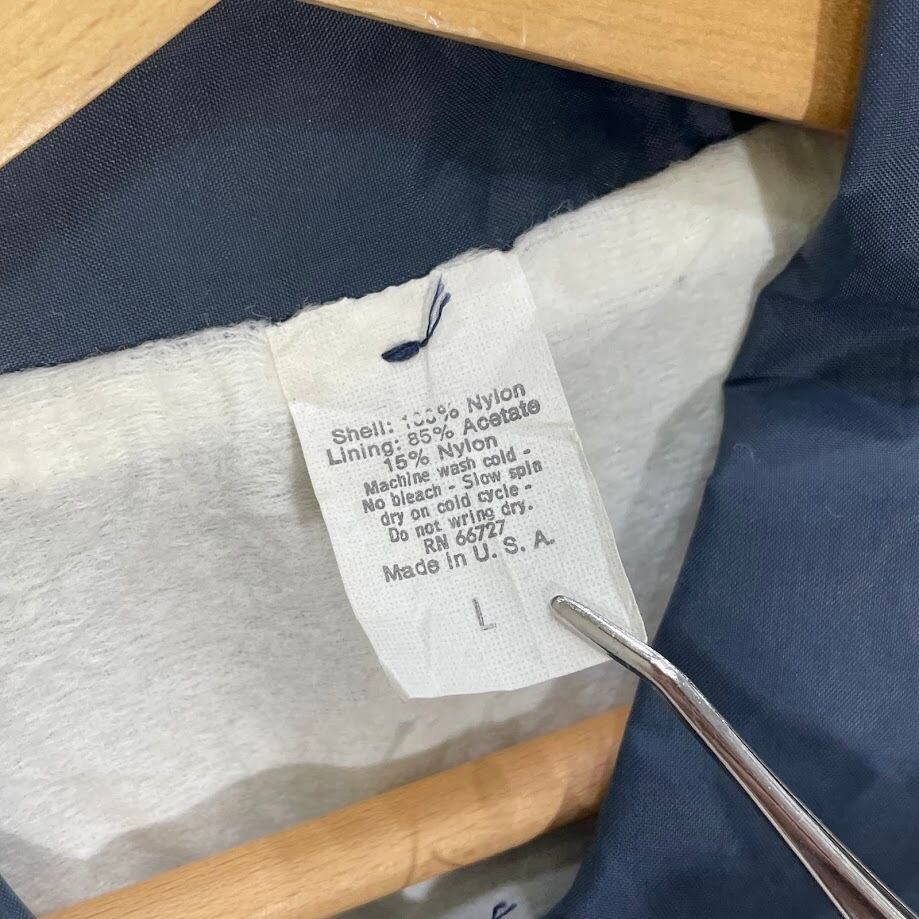 Shell: 100% Nylon
Lining: 85% Acetate
15% Nylon
Machine wash cold -
No bleach - Slow spin
dry on cold cycle -
Do not wring dry.
RN 66727
Made in U. S. A.
L